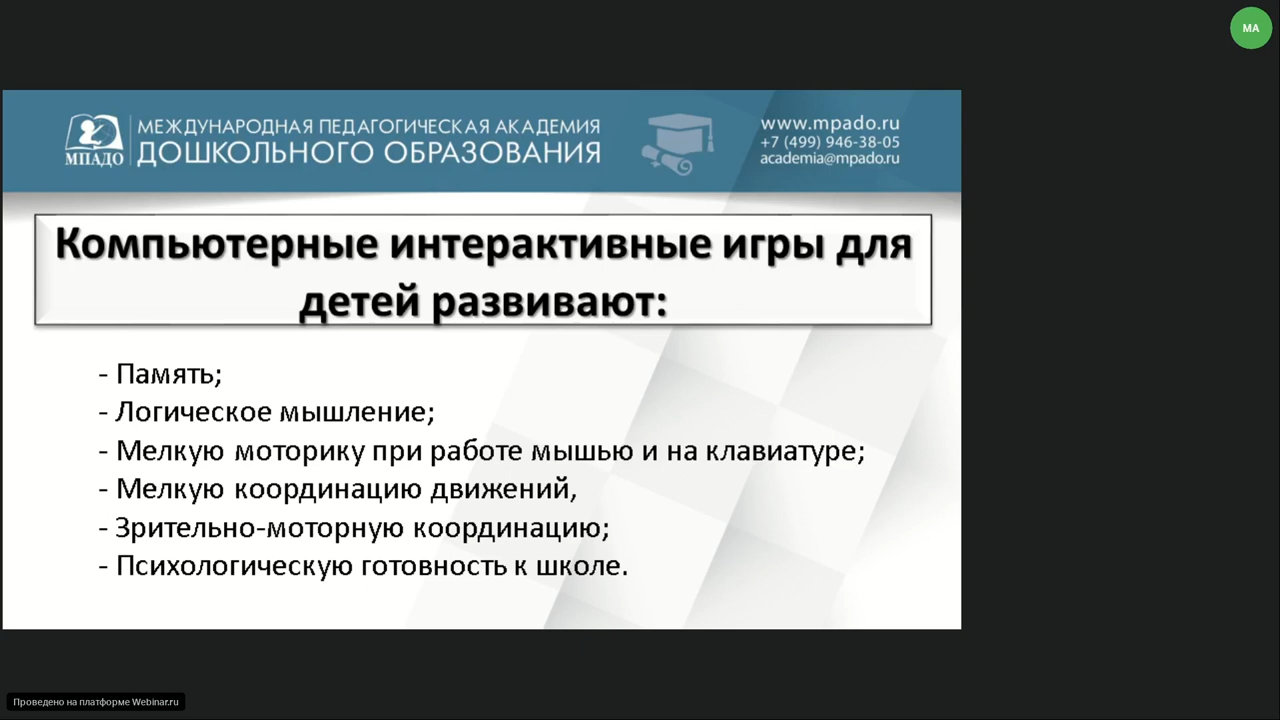 МА
МПАДО
МЕЖДУНАРОДНАЯ ПЕДАГОГИЧЕСКАЯ АКАДЕМИЯ
ДОШКОЛЬНОГО ОБРАЗОВАНИЯ
www.mpado.ru
+7 (499) 946-38-05
academia@mpado.ru
Компьютерные интерактивные игры для
детей развивают:
- Память;
- Логическое мышление;
- Мелкую моторику при работе мышью и на клавиатуре;
- Мелкую координацию движений,
- Зрительно-моторную координацию;
- Психологическую готовность к школе.
Проведено на платформе Webinar.ru